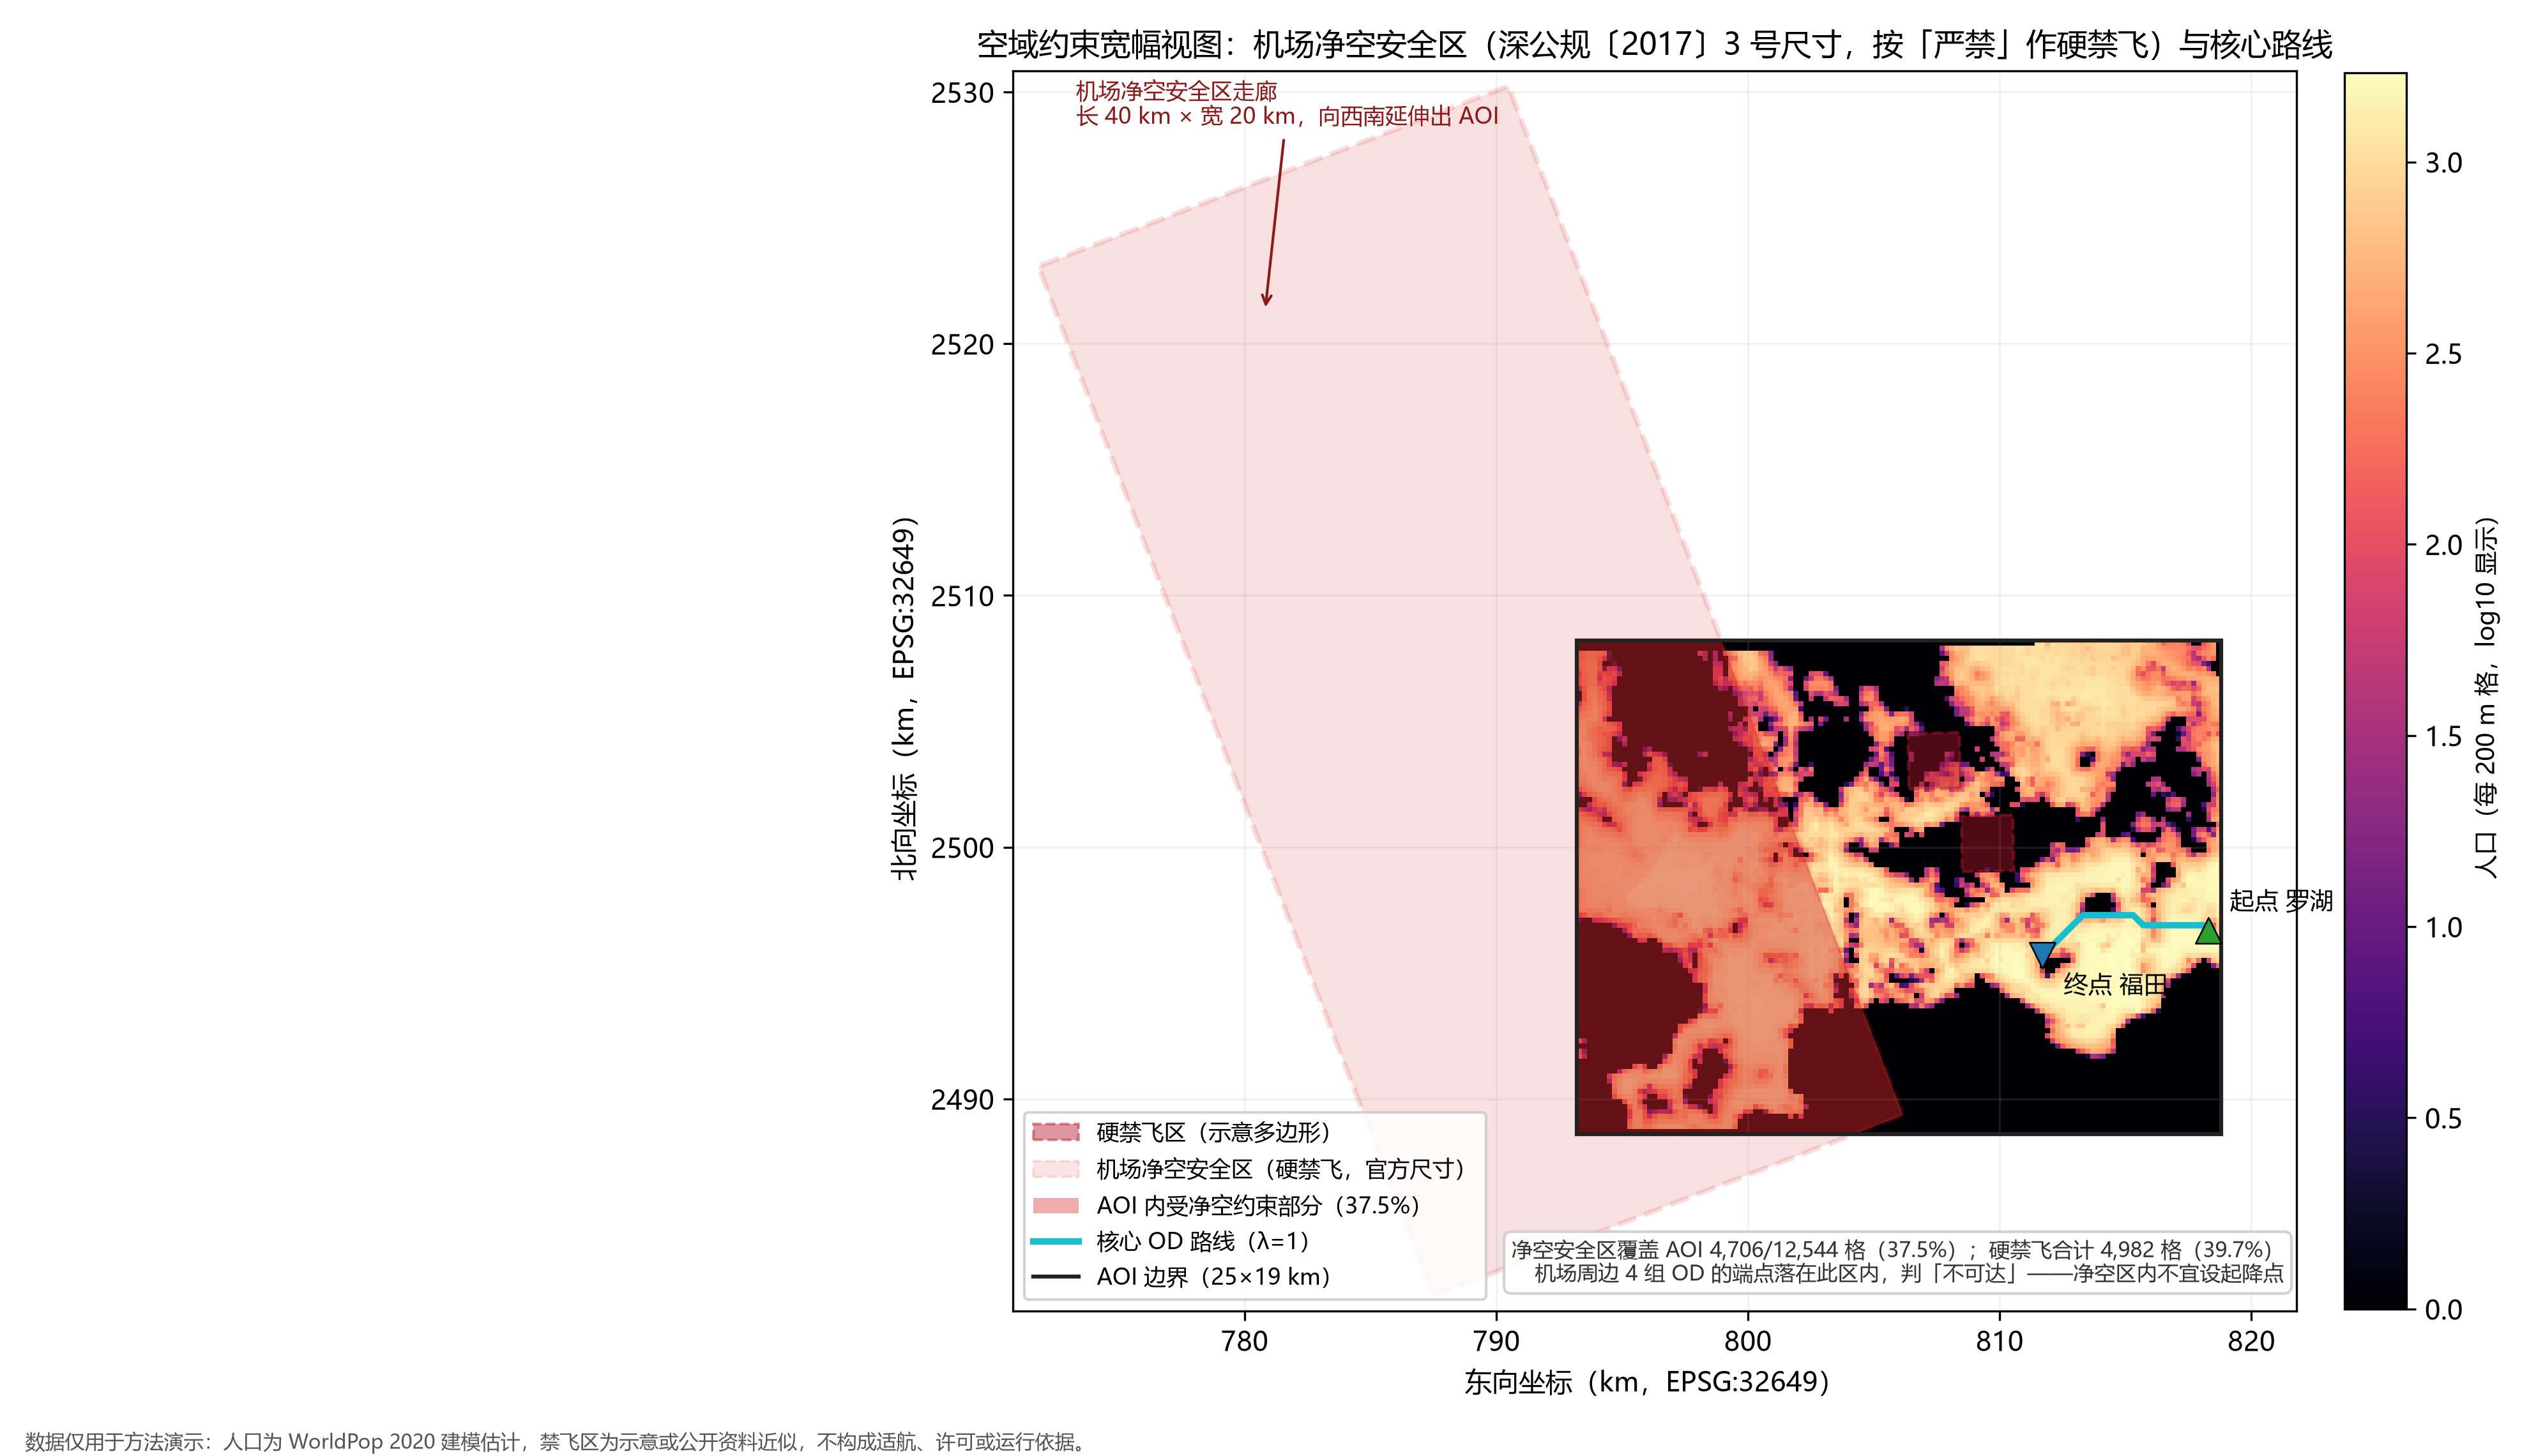 空域约束宽幅视图：机场净空安全区（深公规〔2017〕3 号尺寸，按「严禁」作硬禁飞）与核心路线
机场净空安全区走廊
长 40 km × 宽 20 km，向西南延伸出 AOI
2530
2520
2510
2500
2490
北向坐标（km，EPSG:32649）
780
790
800
810
820
东向坐标（km，EPSG:32649）
起点 罗湖
终点 福田
硬禁飞区（示意多边形）
机场净空安全区（硬禁飞，官方尺寸）
AOI 内受净空约束部分（37.5%）
核心 OD 路线（λ=1）
AOI 边界（25×19 km）
净空安全区覆盖 AOI 4,706/12,544 格（37.5%）；硬禁飞合计 4,982 格（39.7%）
机场周边 4 组 OD 的端点落在此区内，判「不可达」——净空区内不宜设起降点
3.0
2.5
2.0
1.5
1.0
0.5
0.0
人口（每 200 m 格，log10 显示）
数据仅用于方法演示：人口为 WorldPop 2020 建模估计，禁飞区为示意或公开资料近似，不构成适航、许可或运行依据。